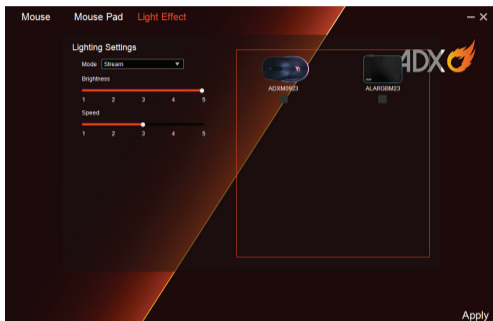 Mouse Mouse Pad Light Effect
Lighting Settings
Mode Stream
Brightness
1 2 3 4 5
Speed
1 2 3 4 5
ADXM0923
ALARGBM23
ADX
Apply